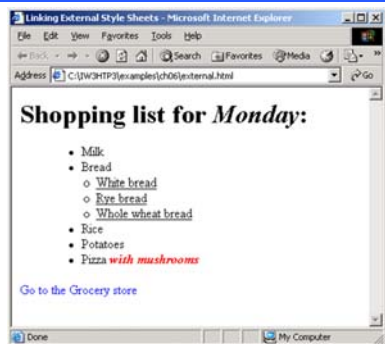 Linking External Style Sheets - Microsoft Internet Explorer
File Edit View Favorites Tools Help
Back Search Favorites Media
Address C:\IW3HTP3\examples\ch06\external.html Go
Shopping list for Monday:
Milk
Bread
White bread
Rye bread
Whole wheat bread
Rice
Potatoes
Pizza with mushrooms
Go to the Grocery store
Done My Computer